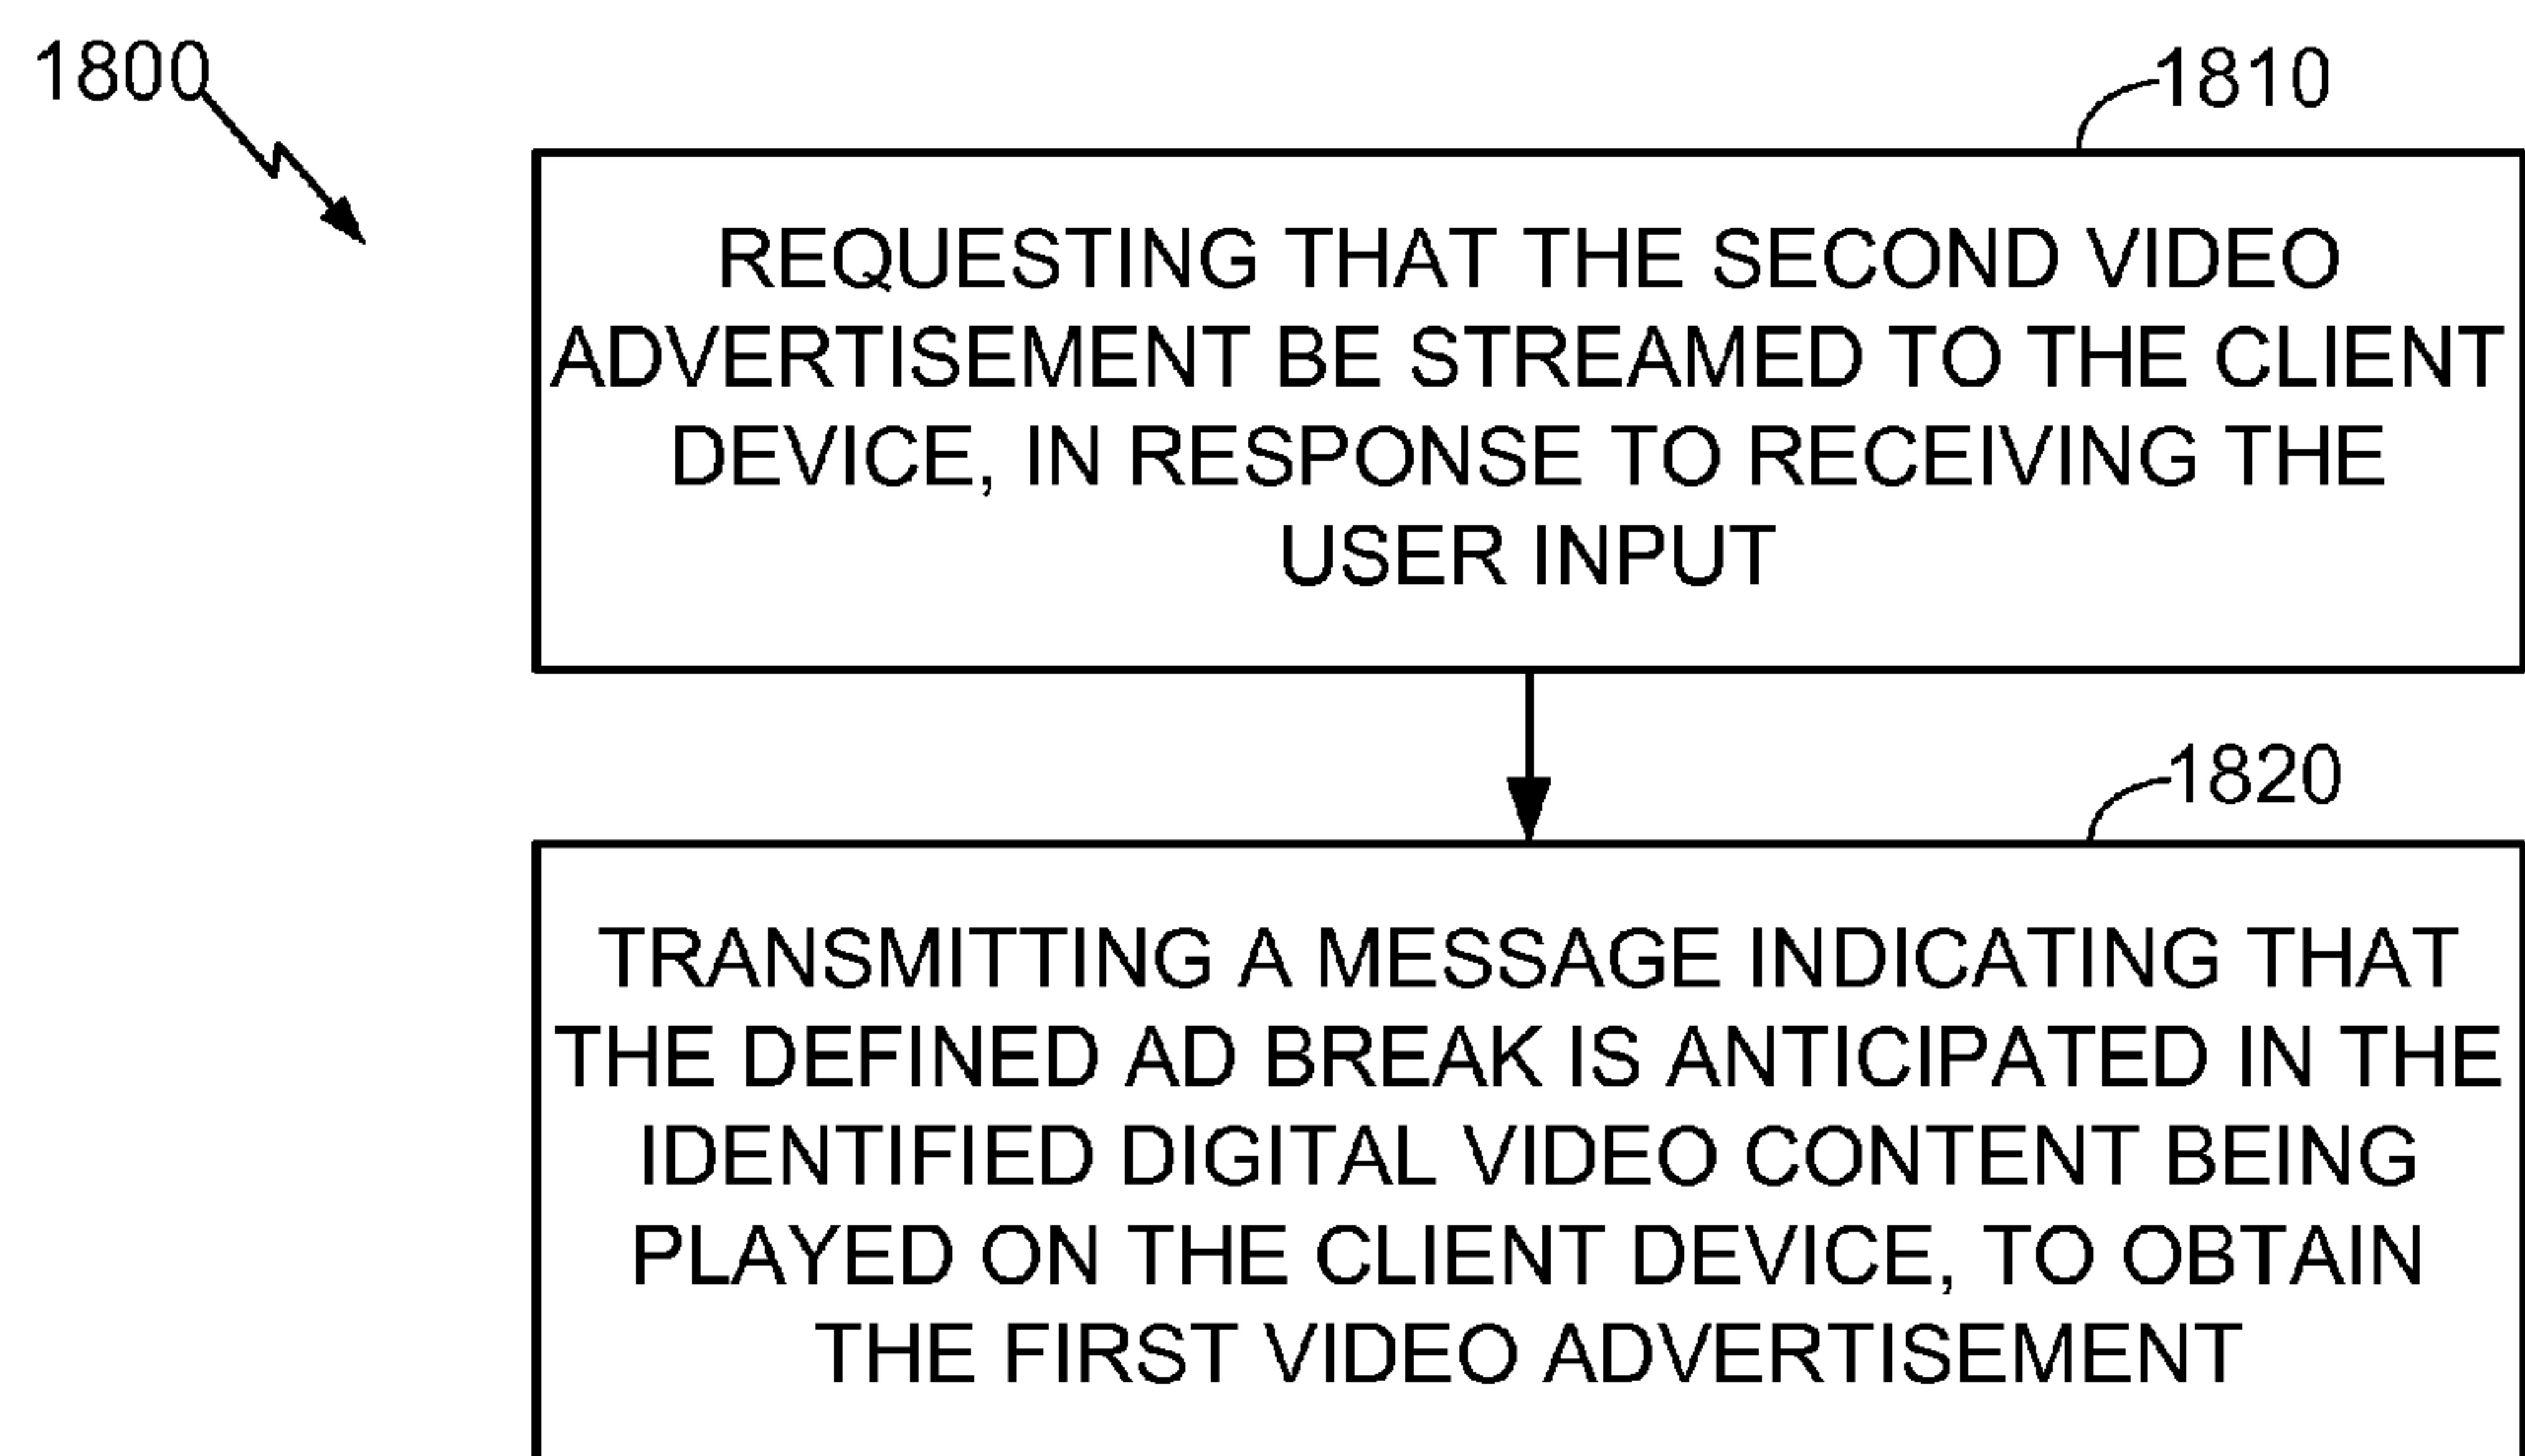 1800
1810
REQUESTING THAT THE SECOND VIDEO
ADVERTISEMENT BE STREAMED TO THE CLIENT
DEVICE, IN RESPONSE TO RECEIVING THE
USER INPUT
1820
TRANSMITTING A MESSAGE INDICATING THAT
THE DEFINED AD BREAK IS ANTICIPATED IN THE
IDENTIFIED DIGITAL VIDEO CONTENT BEING
PLAYED ON THE CLIENT DEVICE, TO OBTAIN
THE FIRST VIDEO ADVERTISEMENT